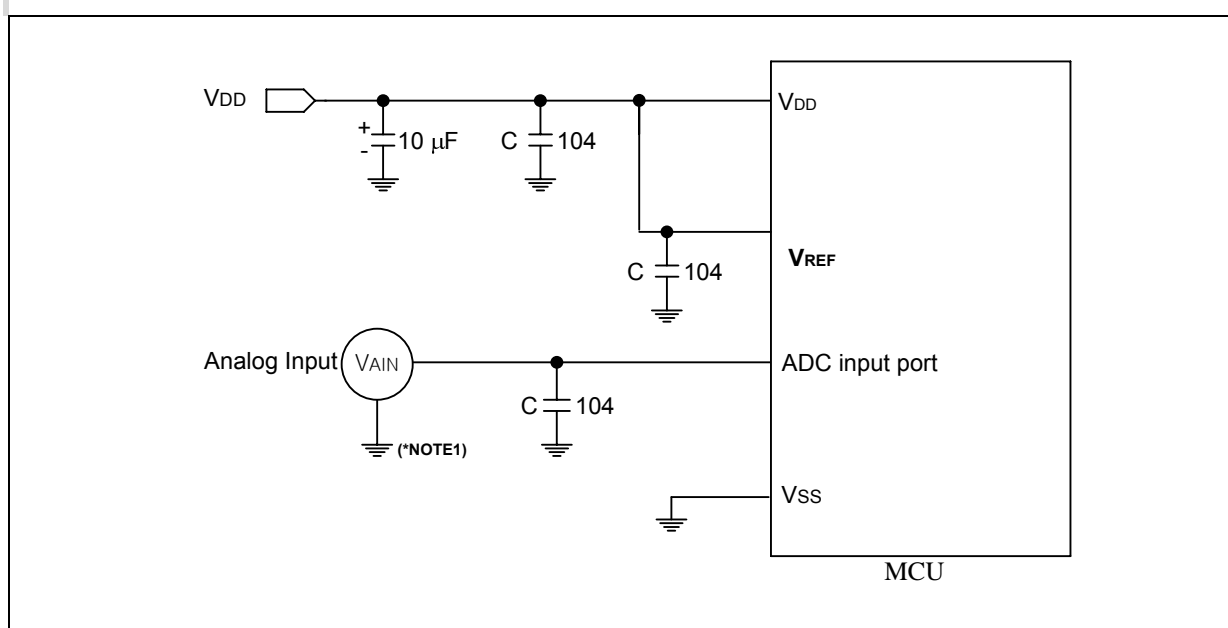 VDD
VDD
+
-
10 μF
C 104
VREF
C 104
Analog Input
VAIN
ADC input port
C 104
(*NOTE1)
VSS
MCU